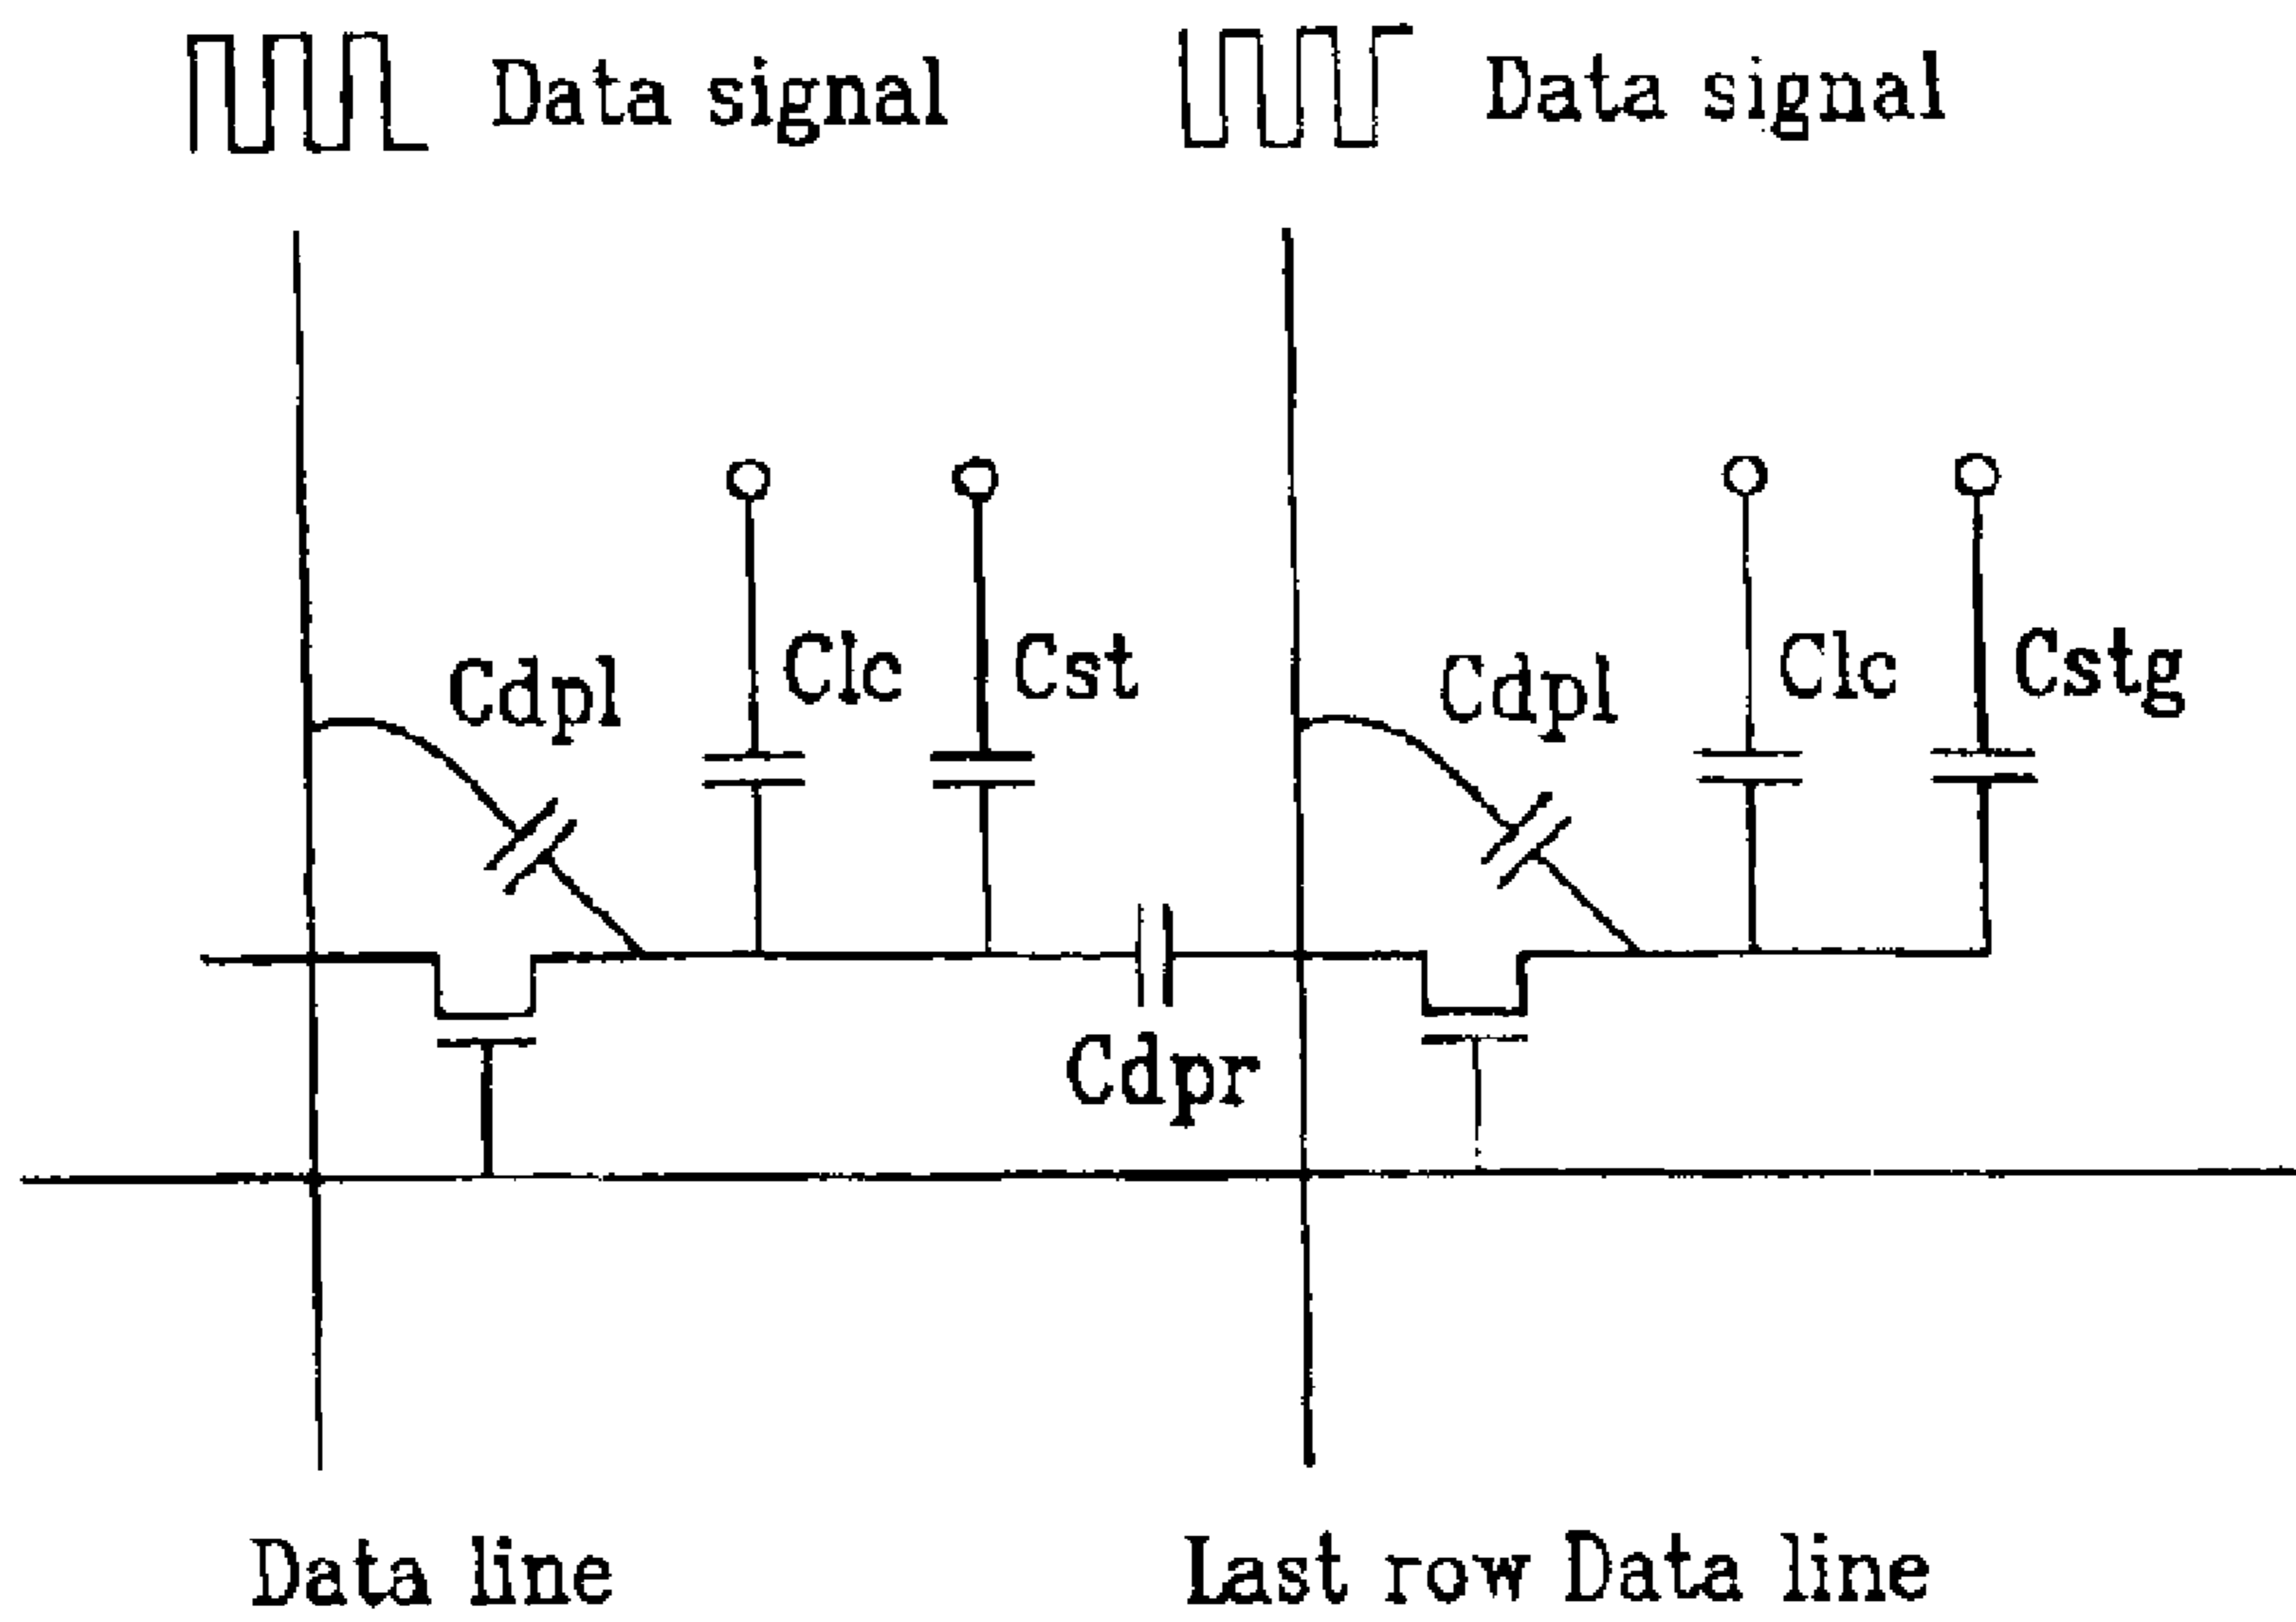 Data signal
Data signal
Cdpl
Clc
Cst
Cdpl
Clc
Cstg
Cdpr
Data line
Last row Data line